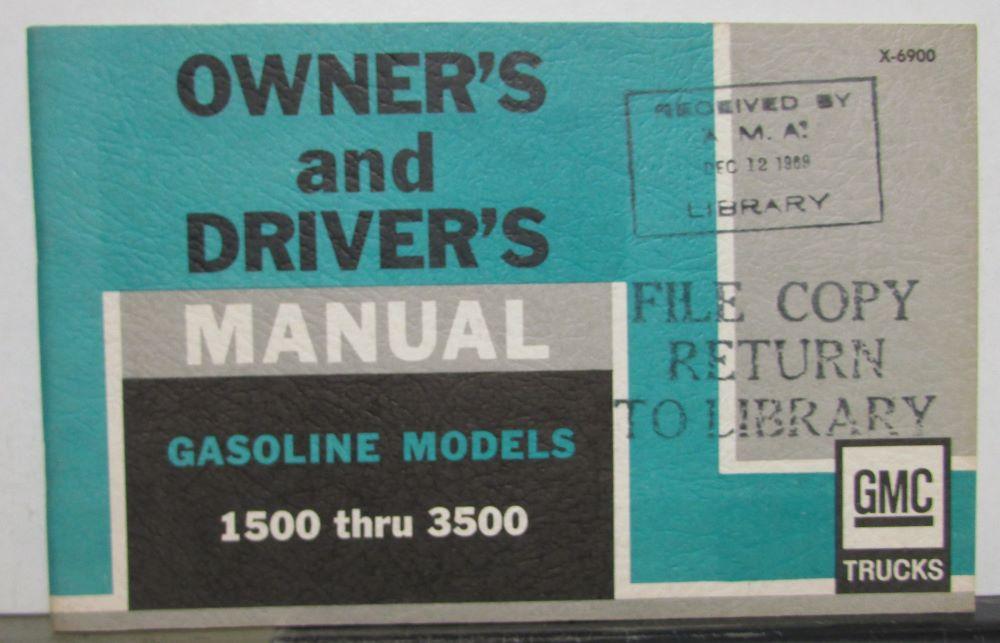 OWNER'S
and
DRIVER'S
MANUAL
GASOLINE MODELS
1500 thru 3500
X-6900
RECEIVED BY
A. M. A.
DEC 12 1969
LIBRARY
FILE COPY
RETURN
TO LIBRARY
GMC
TRUCKS